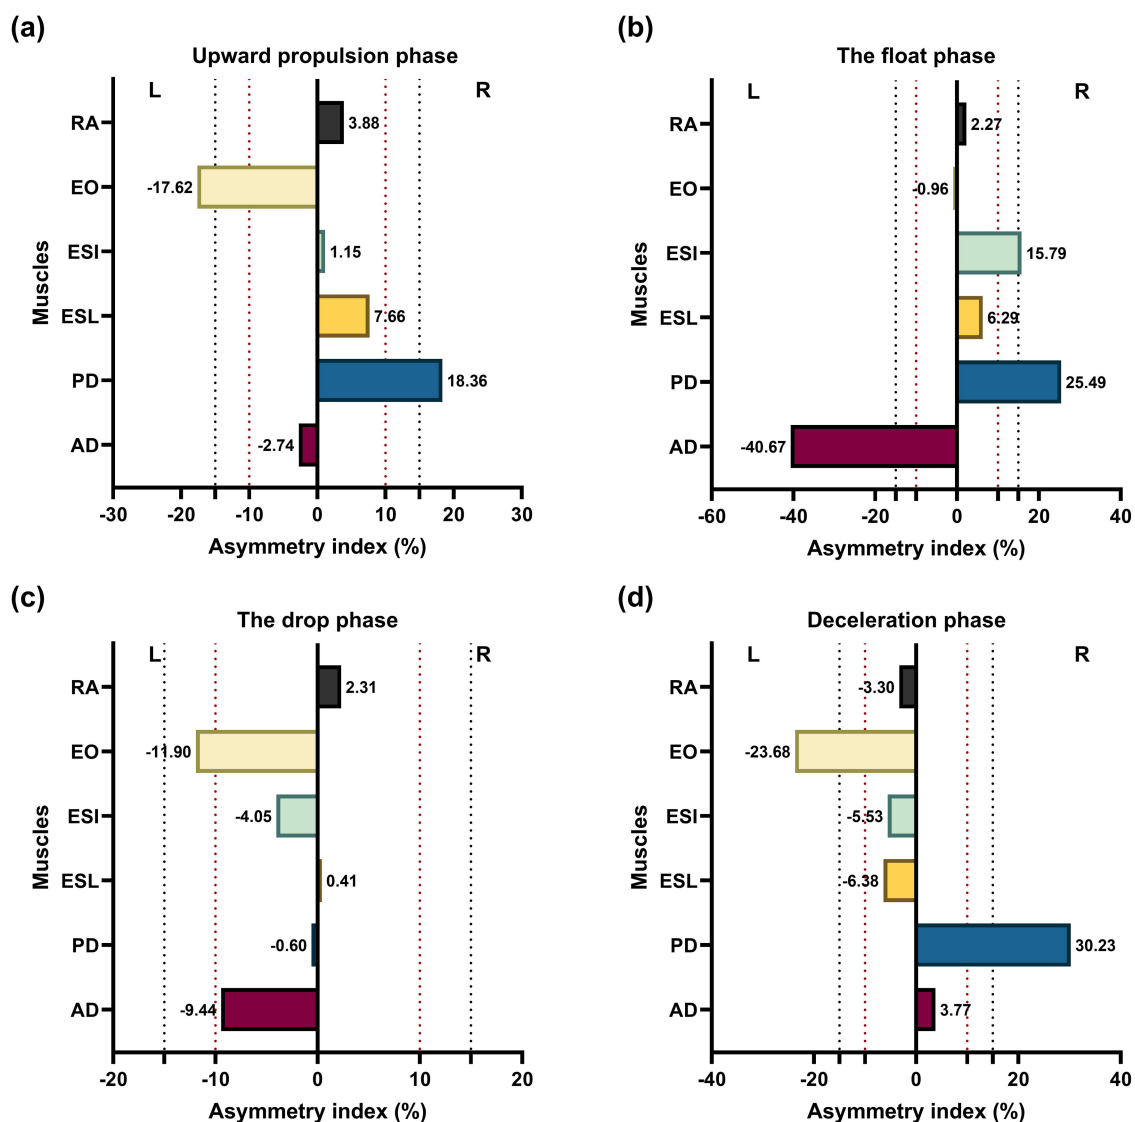 (a)
Upward propulsion phase
L R
RA 3.88
EO -17.62
ESI 1.15
ESL 7.66
PD 18.36
AD -2.74
Muscles
-30 -20 -10 0 10 20 30
Asymmetry index (%)
(b)
The float phase
L R
RA 2.27
EO -0.96
ESI 15.79
ESL 6.29
PD 25.49
AD -40.67
Muscles
-60 -40 -20 0 20 40
Asymmetry index (%)
(c)
The drop phase
L R
RA 2.31
EO -11.90
ESI -4.05
ESL 0.41
PD -0.60
AD -9.44
Muscles
-20 -10 0 10 20
Asymmetry index (%)
(d)
Deceleration phase
L R
RA -3.30
EO -23.68
ESI -5.53
ESL -6.38
PD 30.23
AD 3.77
Muscles
-40 -20 0 20 40
Asymmetry index (%)